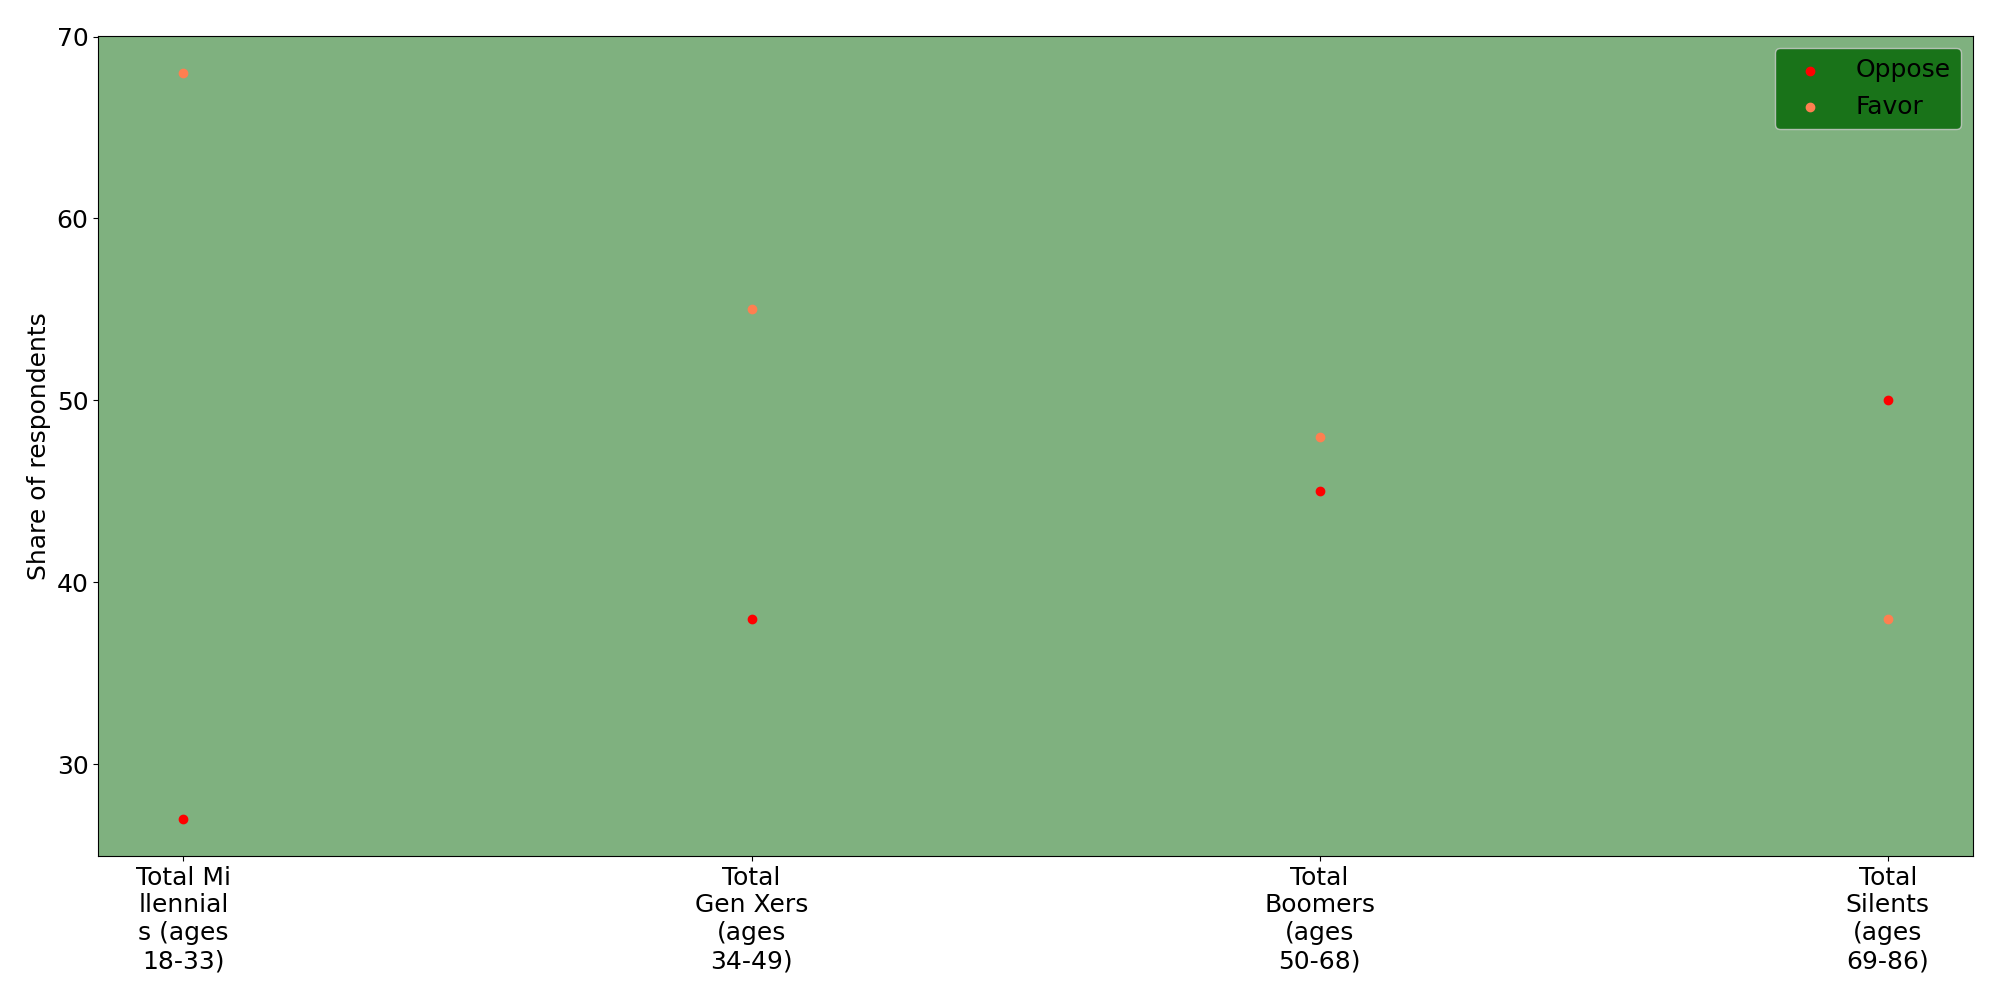 70
60
50
40
30
Share of respondents
Oppose
Favor
Total Mi
llennial
s (ages
18-33)
Total
Gen Xers
(ages
34-49)
Total
Boomers
(ages
50-68)
Total
Silents
(ages
69-86)